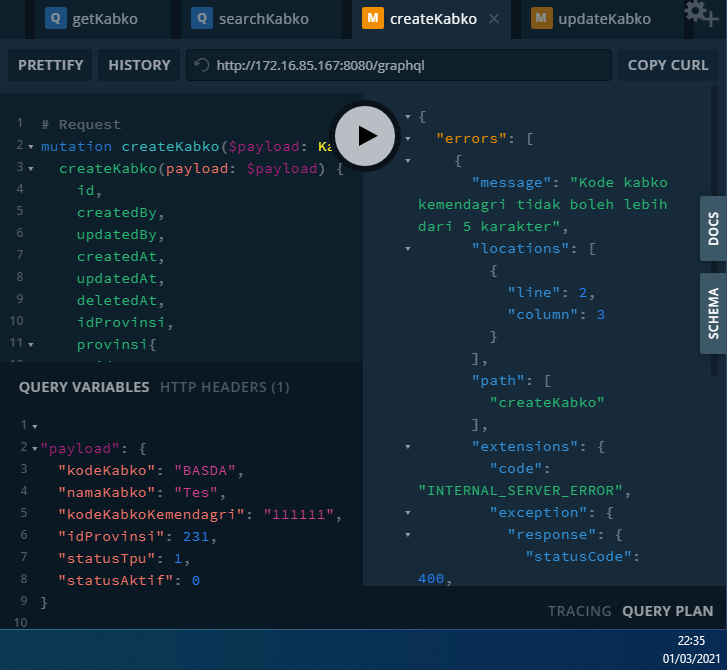 Q getKabko
Q searchKabko
M createKabko ×
M updateKabko
PRETTIFY
HISTORY
http://172.16.85.167:8080/graphql
COPY CURL
1 # Request
2 mutation createKabko($payload: Ka
3 createKabko(payload: $payload) {
4 id,
5 createdBy,
6 updatedBy,
7 createdAt,
8 updatedAt,
9 deletedAt,
10 idProvinsi,
11 provinsi{
QUERY VARIABLES HTTP HEADERS (1)
1
2 "payload": {
3 "kodeKabko": "BASDA",
4 "namaKabko": "Tes",
5 "kodeKabkoKemendagri": "111111",
6 "idProvinsi": 231,
7 "statusTpu": 1,
8 "statusAktif": 0
9 }
10
{
"errors": [
{
"message": "Kode kabko
kemendagri tidak boleh lebih
dari 5 karakter",
"locations": [
{
"line": 2,
"column": 3
}
],
"path": [
"createKabko"
],
"extensions": {
"code":
"INTERNAL_SERVER_ERROR",
"exception": {
"response": {
"statusCode":
400,
DOCS
SCHEMA
TRACING QUERY PLAN
22:35
01/03/2021